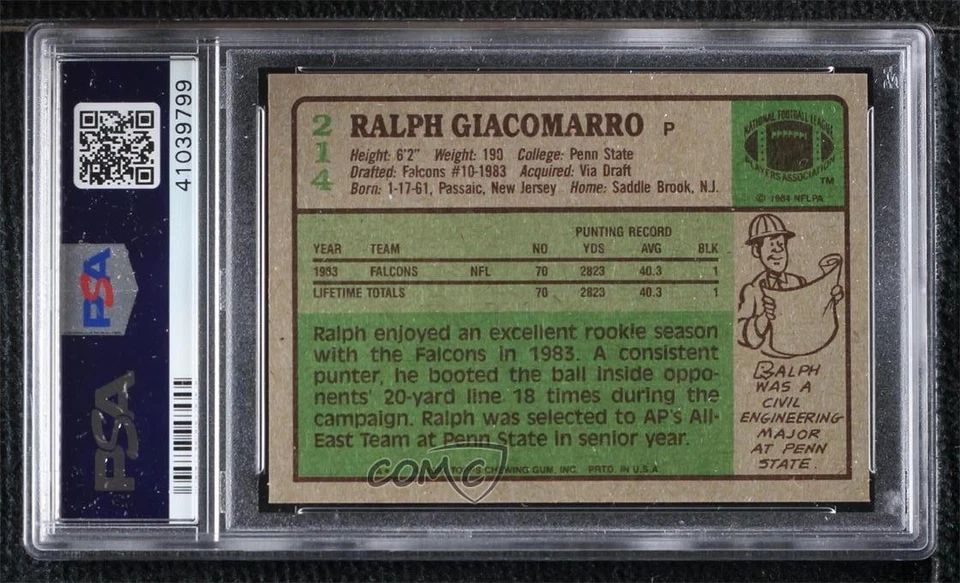 PSA
PSA
41039799
214
RALPH GIACOMARRO P
Height: 6'2" Weight: 190 College: Penn State
Drafted: Falcons #10-1983 Acquired: Via Draft
Born: 1-17-61, Passaic, New Jersey Home: Saddle Brook, N.J.
NATIONAL FOOTBALL LEAGUE
PLAYERS ASSOCIATION
TM
© 1984 NFLPA
PUNTING RECORD
YEAR TEAM NO. YDS AVG BLK
1983 FALCONS NFL 70 2823 40.3 1
LIFETIME TOTALS 70 2823 40.3 1
Ralph enjoyed an excellent rookie season
with the Falcons in 1983. A consistent
punter, he booted the ball inside oppo-
nents' 20-yard line 18 times during the
campaign. Ralph was selected to AP's All-
East Team at Penn State in senior year.
TOPPS CHEWING GUM, INC. PRTD. IN U.S.A.
COMC
RALPH
WAS A
CIVIL
ENGINEERING
MAJOR
AT PENN
STATE.